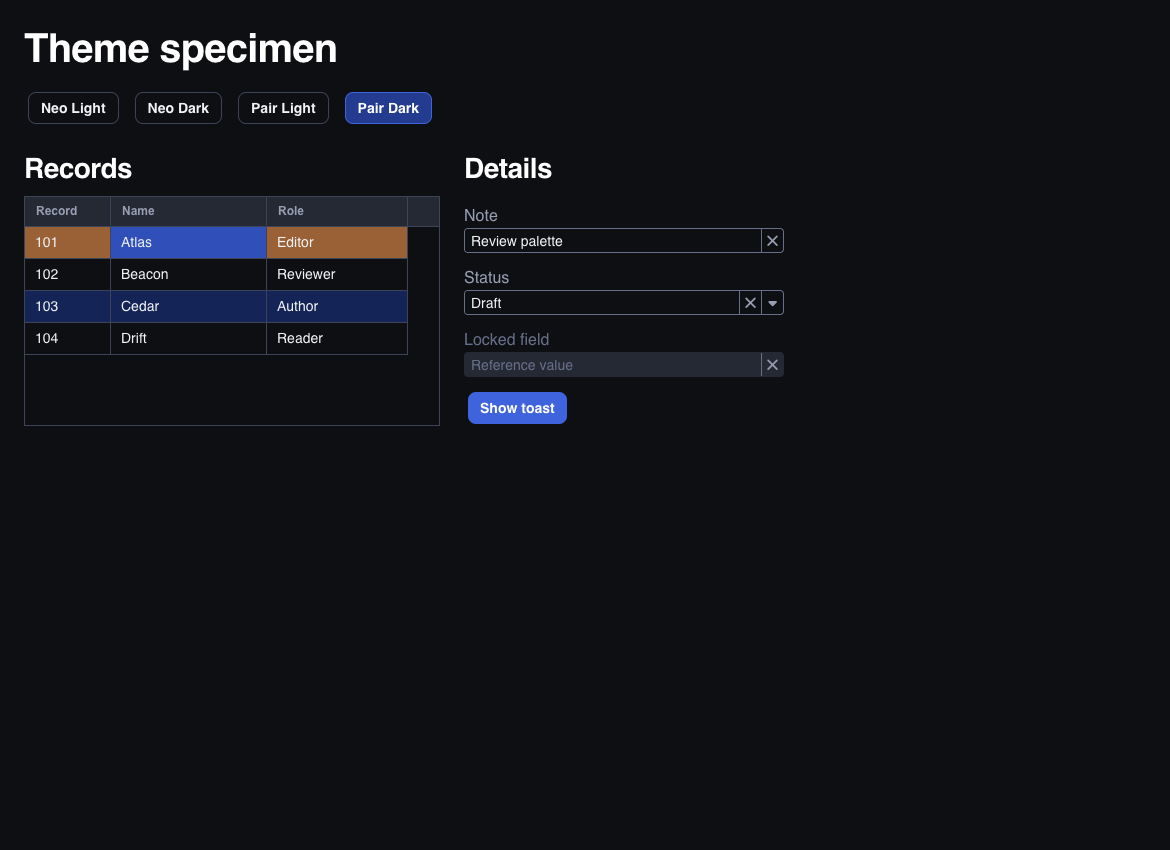 Theme specimen
Neo Light Neo Dark Pair Light Pair Dark
Records
Record Name Role
101 Atlas Editor
102 Beacon Reviewer
103 Cedar Author
104 Drift Reader
Details
Note
Review palette
Status
Draft
Locked field
Reference value
Show toast